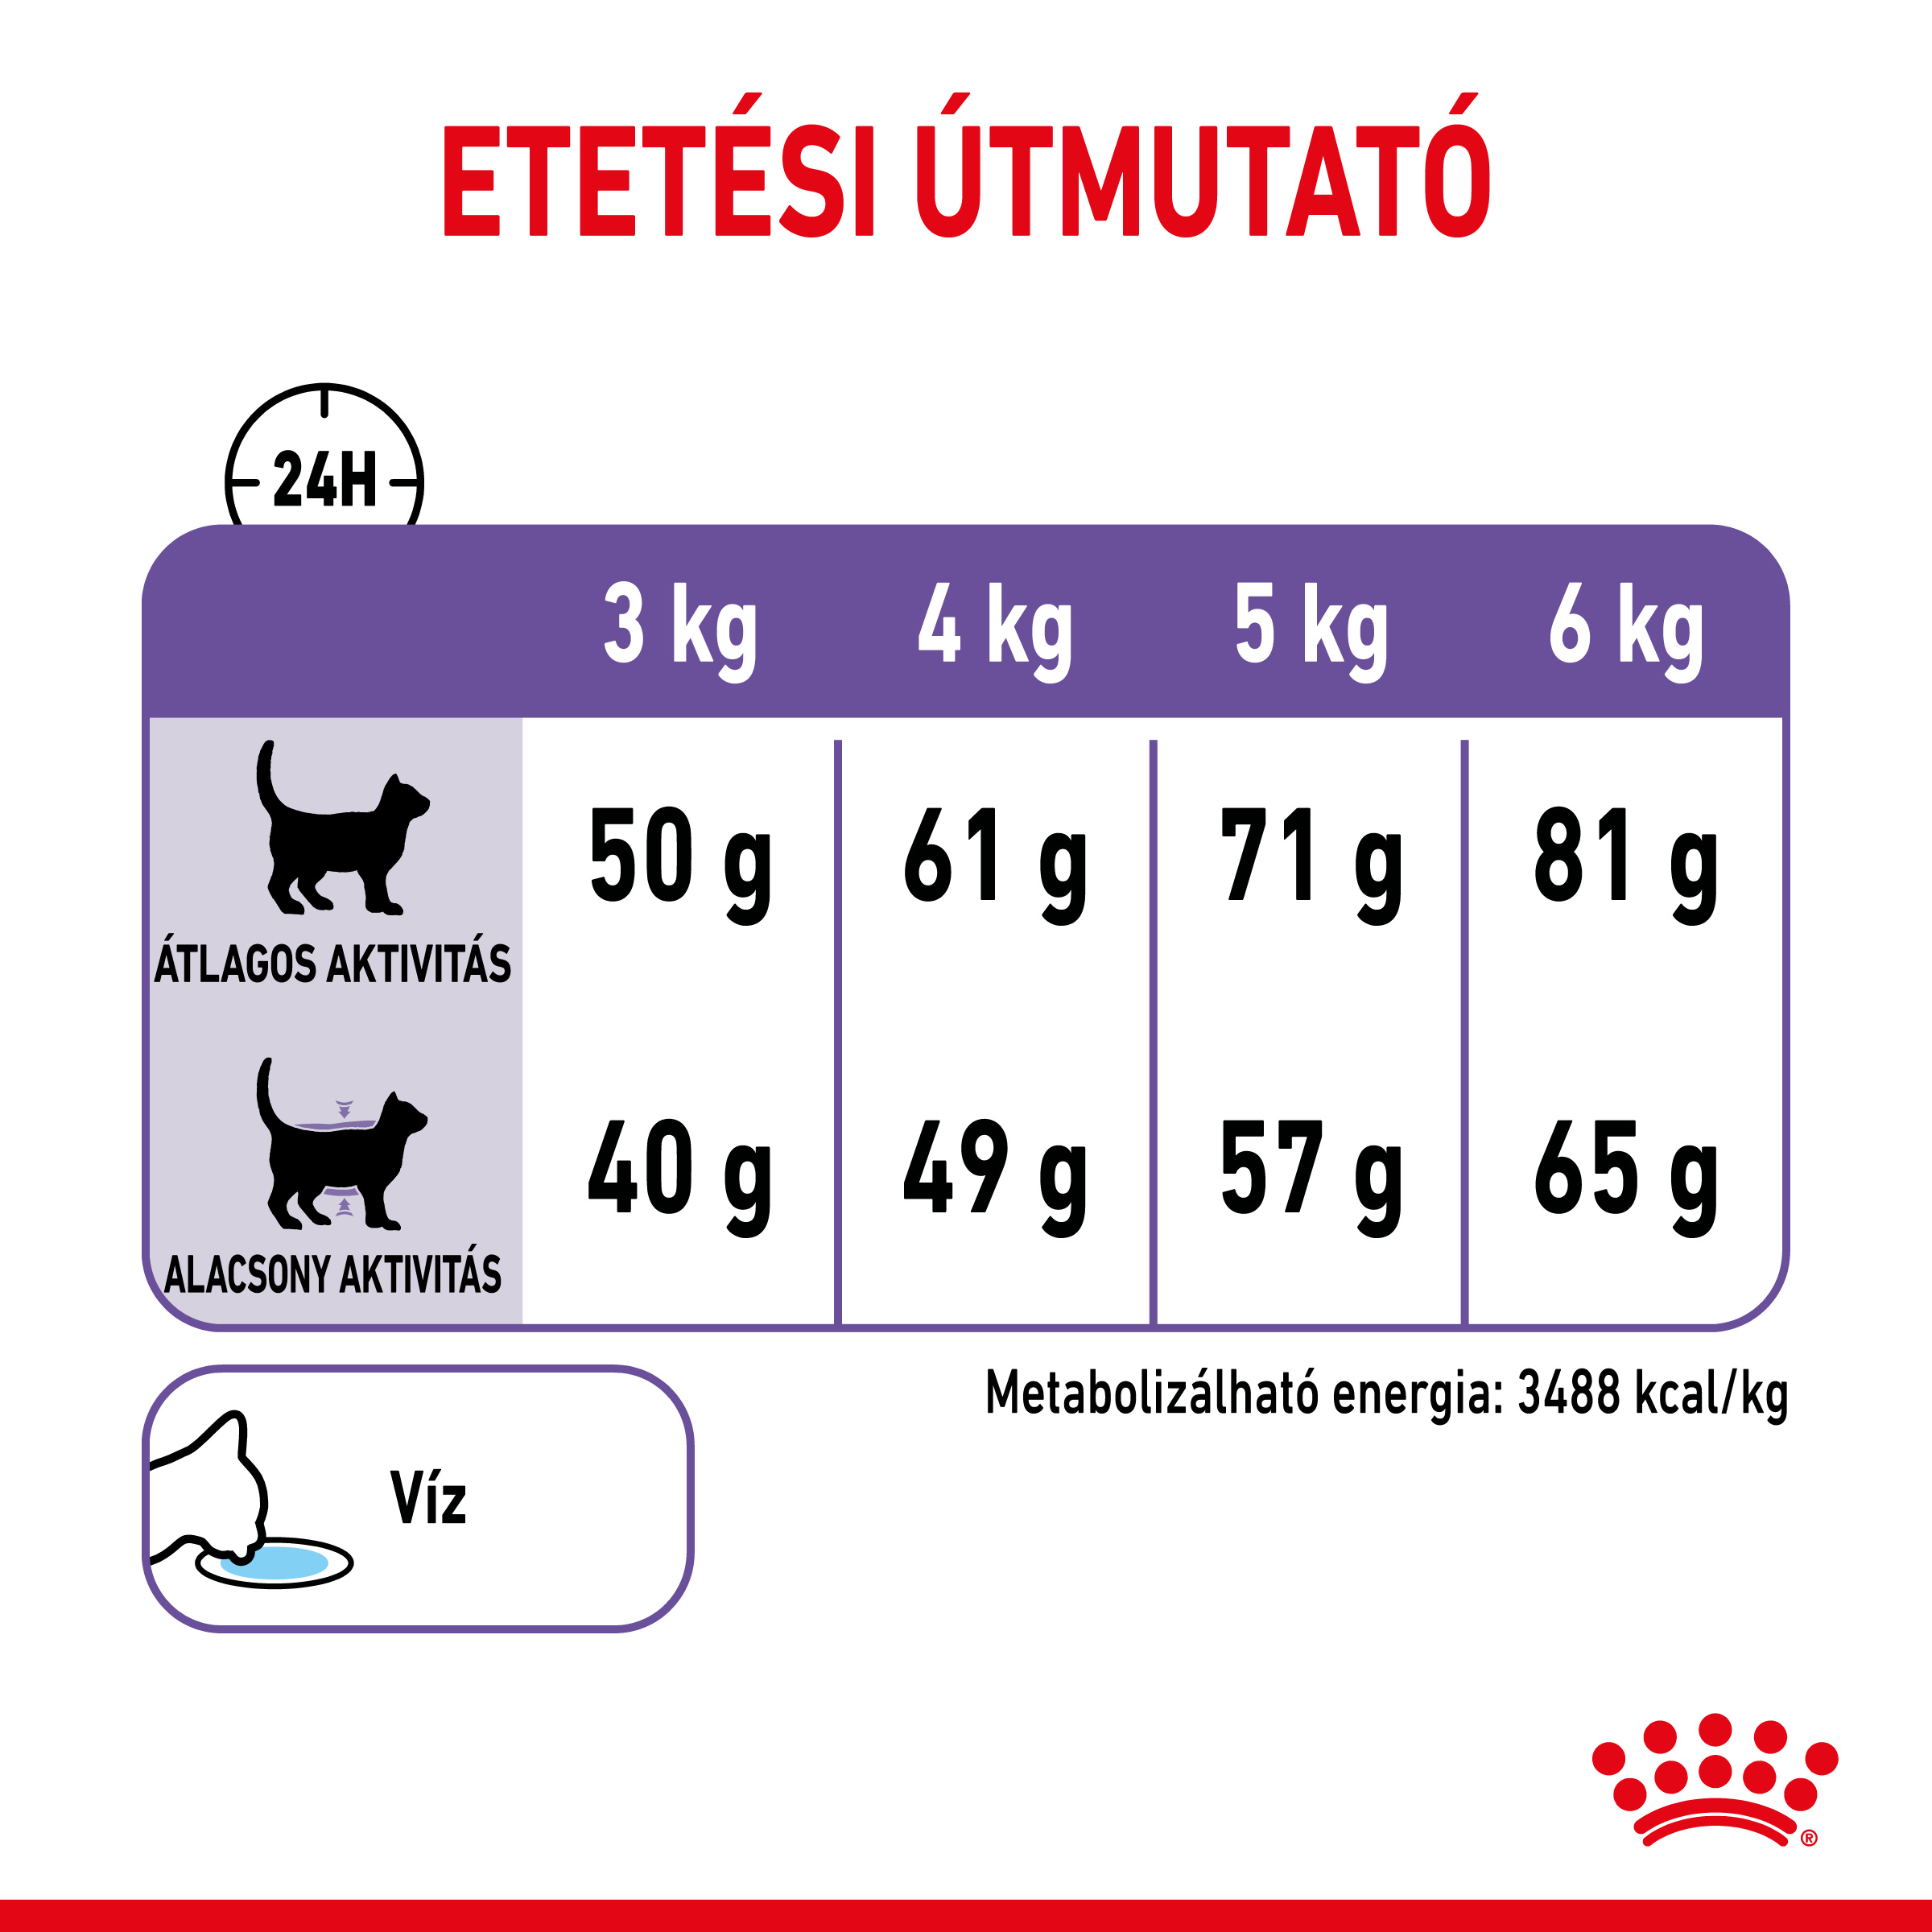 ETETÉSI ÚTMUTATÓ
24H
3 kg 4 kg 5 kg 6 kg
50 g 61 g 71 g 81 g
ÁTLAGOS AKTIVITÁS
40 g 49 g 57 g 65 g
ALACSONY AKTIVITÁS
Metabolizálható energia: 3488 kcal/kg
Víz
®